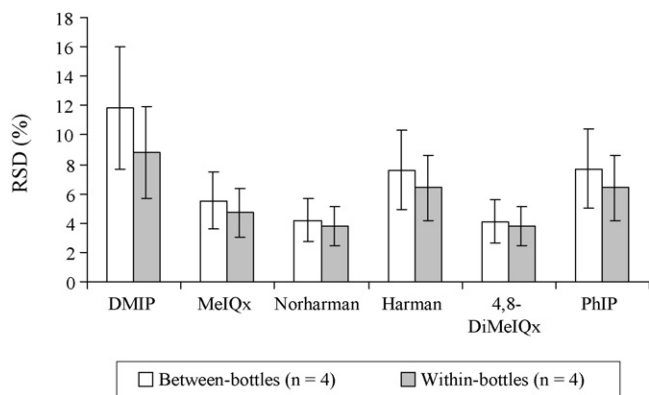 18
16
14
12
10
8
6
4
2
0
RSD (%)
DMIP MeIQx Norharman Harman 4,8-
DiMeIQx PhIP
Between-bottles (n = 4) Within-bottles (n = 4)